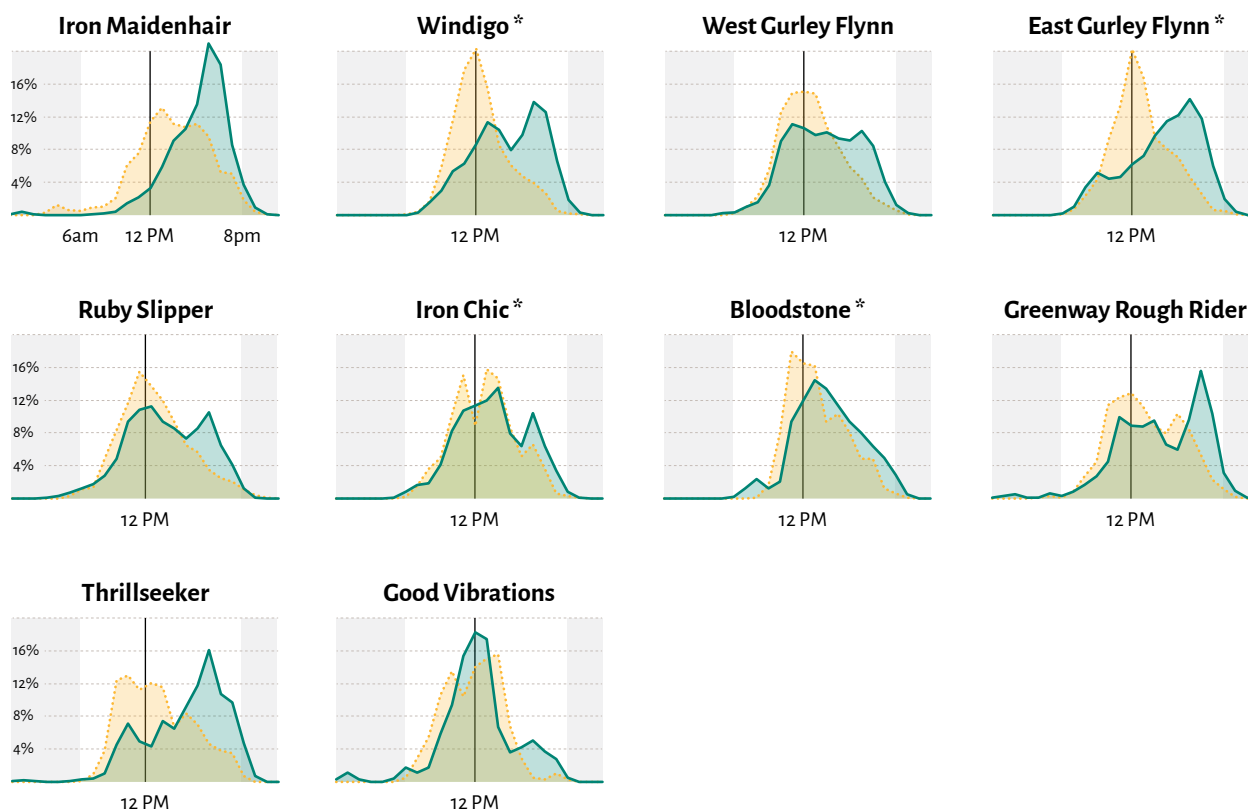 Iron Maidenhair
Windigo *
West Gurley Flynn
East Gurley Flynn *
16%
12%
8%
4%
6am 12 PM 8pm
12 PM
12 PM
12 PM
Ruby Slipper
Iron Chic *
Bloodstone *
Greenway Rough Rider
16%
12%
8%
4%
12 PM
12 PM
12 PM
12 PM
Thrillseeker
Good Vibrations
16%
12%
8%
4%
12 PM
12 PM